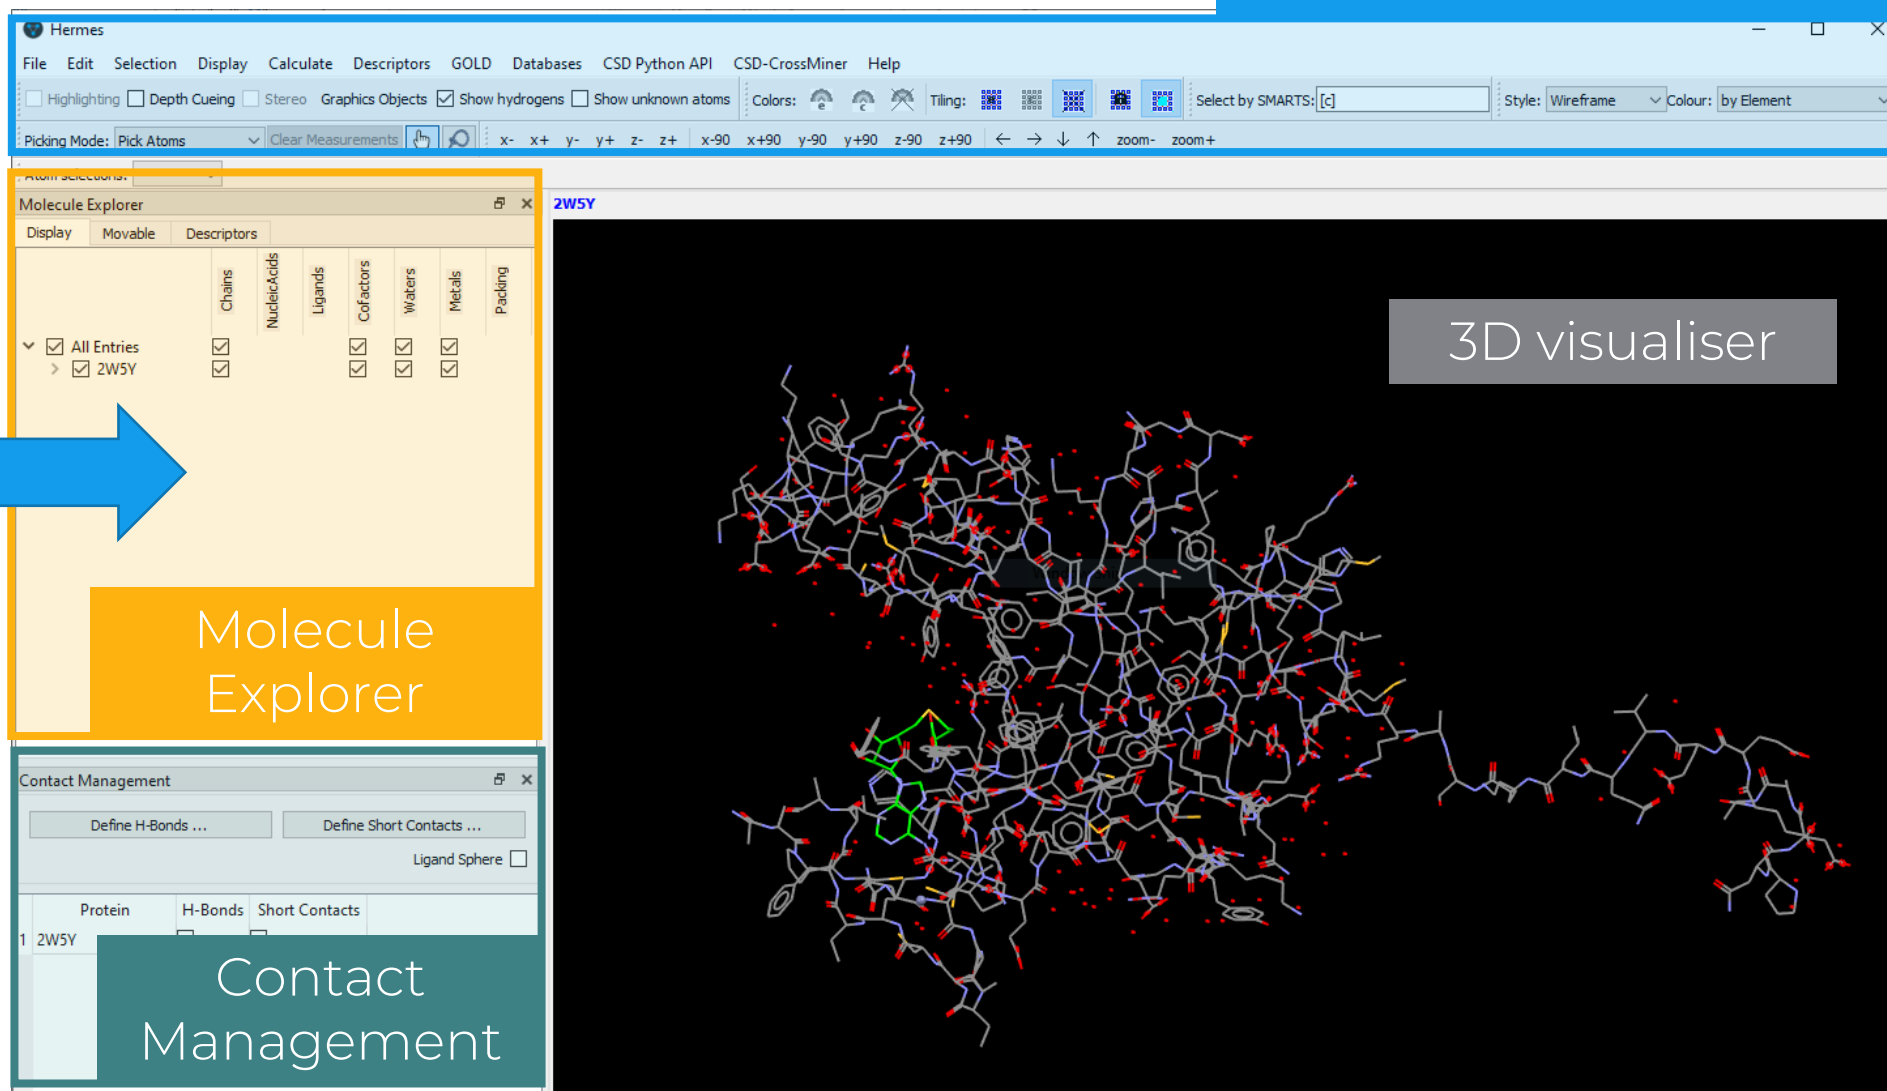 Hermes
File Edit Selection Display Calculate Descriptors GOLD Databases CSD Python API CSD-CrossMiner Help
Highlighting Depth Cueing Stereo Graphics Objects Show hydrogens Show unknown atoms Colors: e c Tiling: Select by SMARTS: [c] Style: Wireframe Colour: by Element
Picking Mode: Pick Atoms Clear Measurements x- x+ y- y+ z- z+ x-90 x+90 y-90 y+90 z-90 z+90 ← → ↓ ↑ zoom- zoom+
Atom selections:
Molecule Explorer
2W5Y
Display Movable Descriptors
Chains NucleicAcids Ligands Cofactors Waters Metals Packing
All Entries
2W5Y
3D visualiser
Molecule
Explorer
Contact Management
Define H-Bonds ... Define Short Contacts ...
Ligand Sphere
Protein H-Bonds Short Contacts
1 2W5Y
Contact
Management